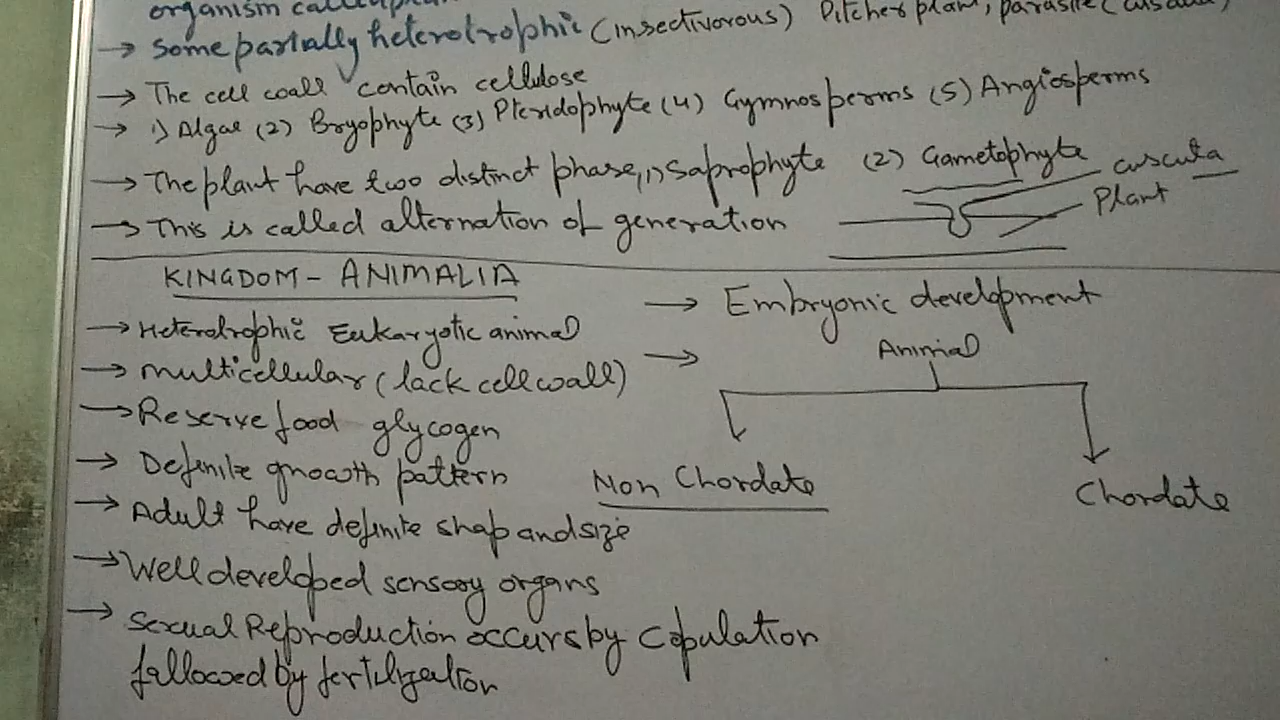 organism called
→ Some partially heterotrophic (insectivorous) Pitcher plant, parasite (cuscuta)
→ The cell wall contain cellulose
→ 1) Algae (2) Bryophyte (3) Pteridophyte (4) Gymnosperms (5) Angiosperms
→ The plant have two distinct phase, 1) Saprophyte (2) Gametophyte
cuscuta
Plant
→ This is called alternation of generation
KINGDOM - ANIMALIA
→ Heterotrophic Eukaryotic animal
→ multicellular (lack cell wall)
→ Reserve food glycogen
→ Definite growth pattern
→ Adult have definite shap and size
→ Well developed sensory organs
→ Sexual Reproduction occurs by Copulation
followed by fertilization
→ Embryonic development
→ Animal
Non Chordate
Chordate